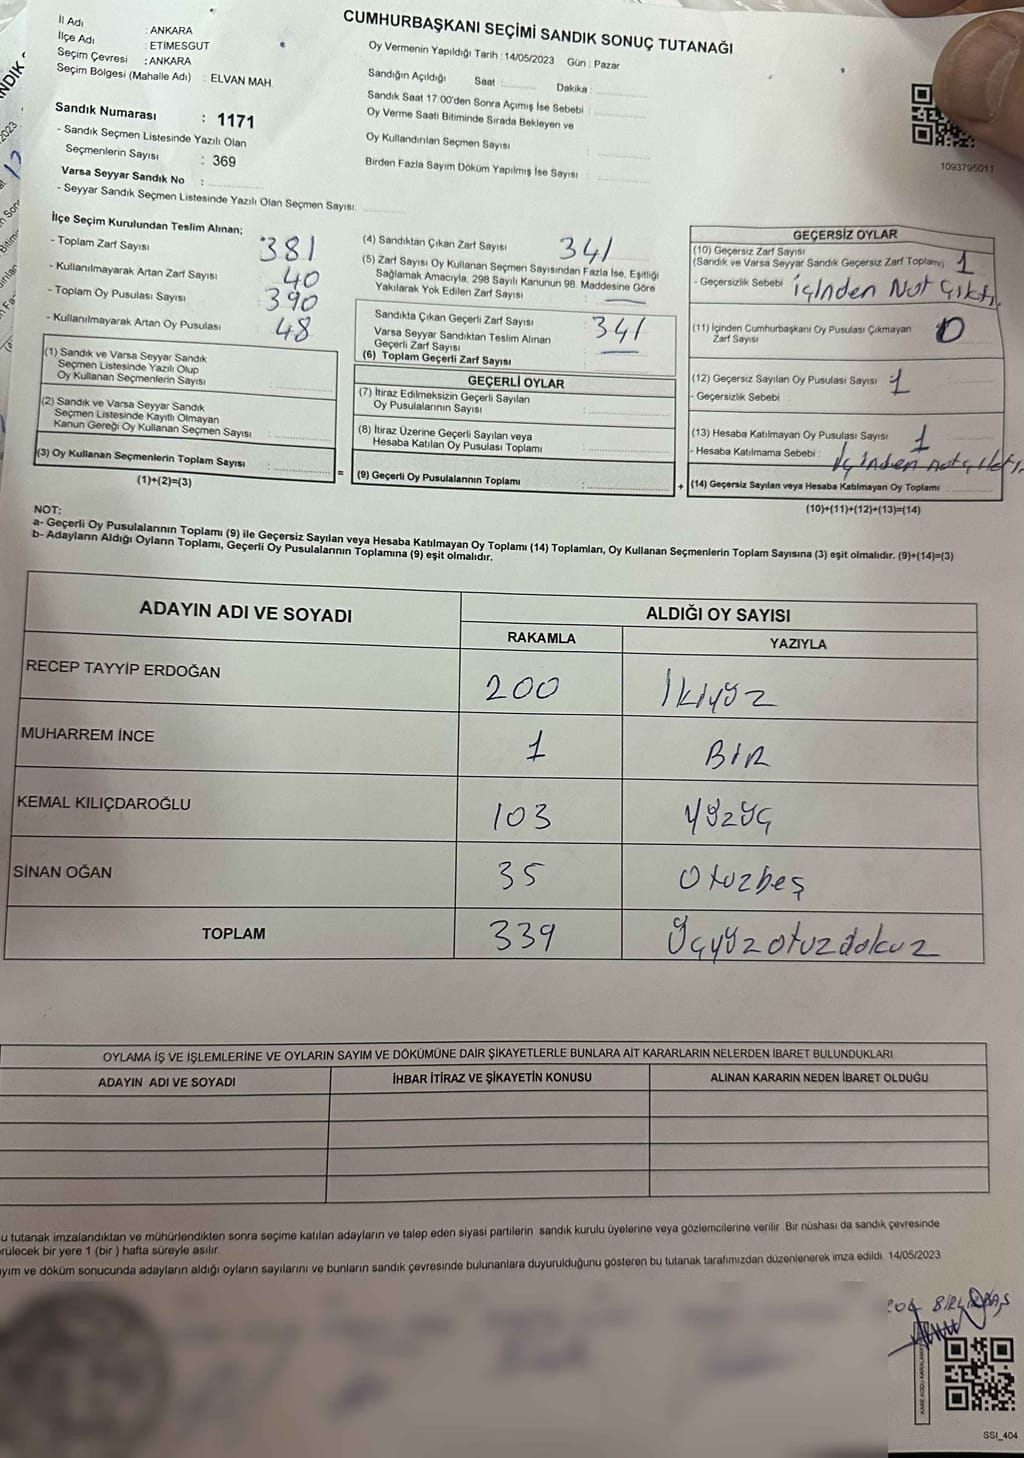 CUMHURBAŞKANI SEÇİMİ SANDIK SONUÇ TUTANAĞI
İl Adı : ANKARA
İlçe Adı : ETİMESGUT
Seçim Çevresi : ANKARA
Seçim Bölgesi (Mahalle Adı) : ELVAN MAH
Sandık Numarası : 1171
- Sandık Seçmen Listesinde Yazılı Olan
Seçmenlerin Sayısı : 369
Varsa Seyyar Sandık No :
- Seyyar Sandık Seçmen Listesinde Yazılı Olan Seçmen Sayısı:
Oy Vermenin Yapıldığı Tarih : 14/05/2023 Gün : Pazar
Sandığın Açıldığı Saat : Dakika :
Sandık Saat 17:00'den Sonra Açımış İse Sebebi :
Oy Verme Saati Bitiminde Sırada Bekleyen ve
Oy Kullandırılan Seçmen Sayısı :
Birden Fazla Sayım Döküm Yapılmış İse Sayısı :
1093795011
İlçe Seçim Kurulundan Teslim Alınan;
- Toplam Zarf Sayısı 381
- Kullanılmayarak Artan Zarf Sayısı 40
- Toplam Oy Pusulası Sayısı 390
- Kullanılmayarak Artan Oy Pusulası 48
(1) Sandık ve Varsa Seyyar Sandık
Seçmen Listesinde Yazılı Olup
Oy Kullanan Seçmenlerin Sayısı :
(2) Sandık ve Varsa Seyyar Sandık
Seçmen Listesinde Kayıtlı Olmayan
Kanun Gereği Oy Kullanan Seçmen Sayısı :
(3) Oy Kullanan Seçmenlerin Toplam Sayısı :
(1)+(2)=(3)
=
(4) Sandıktan Çıkan Zarf Sayısı 341
(5) Zarf Sayısı Oy Kullanan Seçmen Sayısından Fazla İse, Eşitliği
Sağlamak Amacıyla, 298 Sayılı Kanunun 98. Maddesine Göre
Yakılarak Yok Edilen Zarf Sayısı : —
Sandıkta Çıkan Geçerli Zarf Sayısı : 341
Varsa Seyyar Sandıktan Teslim Alınan
Geçerli Zarf Sayısı : —
(6) Toplam Geçerli Zarf Sayısı :
GEÇERLİ OYLAR
(7) İtiraz Edilmeksizin Geçerli Sayılan
Oy Pusulalarının Sayısı :
(8) İtiraz Üzerine Geçerli Sayılan veya
Hesaba Katılan Oy Pusulası Toplamı :
(9) Geçerli Oy Pusulalarının Toplamı :
+
GEÇERSİZ OYLAR
(10) Geçersiz Zarf Sayısı
(Sandık ve Varsa Seyyar Sandık Geçersiz Zarf Toplamı) 1
- Geçersizlik Sebebi : içinden Not Çıktı.
(11) İçinden Cumhurbaşkanı Oy Pusulası Çıkmayan
Zarf Sayısı 0
(12) Geçersiz Sayılan Oy Pusulası Sayısı : 1
- Geçersizlik Sebebi :
(13) Hesaba Katılmayan Oy Pusulası Sayısı : 1
- Hesaba Katılmama Sebebi : İçinden not çıktı.
(14) Geçersiz Sayılan veya Hesaba Katılmayan Oy Toplamı :
(10)+(11)+(12)+(13)=(14)
NOT:
a- Geçerli Oy Pusulalarının Toplamı (9) ile Geçersiz Sayılan veya Hesaba Katılmayan Oy Toplamı (14) Toplamları, Oy Kullanan Seçmenlerin Toplam Sayısına (3) eşit olmalıdır. (9)+(14)=(3)
b- Adayların Aldığı Oyların Toplamı, Geçerli Oy Pusulalarının Toplamına (9) eşit olmalıdır.
ADAYIN ADI VE SOYADI ALDIĞI OY SAYISI
RAKAMLA YAZIYLA
RECEP TAYYİP ERDOĞAN 200 İkiyüz
MUHARREM İNCE 1 BİR
KEMAL KILIÇDAROĞLU 103 Yüzüç
SİNAN OĞAN 35 Otuzbeş
TOPLAM 339 Üçyüzotuzdokuz
OYLAMA İŞ VE İŞLEMLERİNE VE OYLARIN SAYIM VE DÖKÜMÜNE DAİR ŞİKAYETLERLE BUNLARA AİT KARARLARIN NELERDEN İBARET BULUNDUKLARI
ADAYIN ADI VE SOYADI İHBAR İTİRAZ VE ŞİKAYETİN KONUSU ALINAN KARARIN NEDEN İBARET OLDUĞU
u tutanak imzalandıktan ve mühürlendikten sonra seçime katılan adayların ve talep eden siyasi partilerin sandık kurulu üyelerine veya gözlemcilerine verilir. Bir nüshası da sandık çevresinde
rülecek bir yere 1 (bir ) hafta süreyle asılır.
yım ve döküm sonucunda adayların aldığı oyların sayılarını ve bunların sandık çevresinde bulunanlara duyurulduğunu gösteren bu tutanak tarafımızdan düzenlenerek imza edildi. 14/05/2023
KARE KODU KARALAMAYINIZ
SSI_404